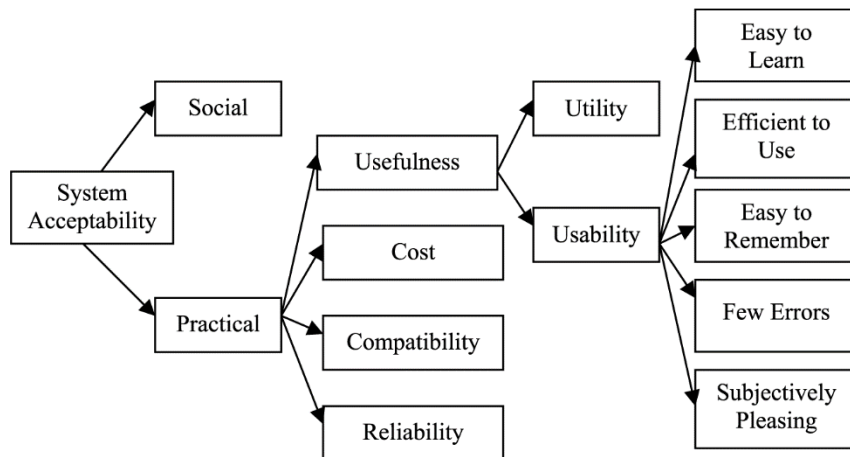 System
Acceptability
Social
Practical
Usefulness
Cost
Compatibility
Reliability
Utility
Usability
Easy to
Learn
Efficient to
Use
Easy to
Remember
Few Errors
Subjectively
Pleasing